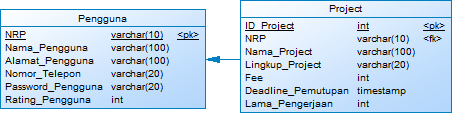 Pengguna
NRP varchar(10) <pk>
Nama_Pengguna varchar(100)
Alamat_Pengguna varchar(100)
Nomor_Telepon varchar(20)
Password_Pengguna varchar(20)
Rating_Pengguna int
Project
ID_Project int <pk>
NRP varchar(10) <fk>
Nama_Project varchar(100)
Lingkup_Project varchar(20)
Fee int
Deadline_Pemutupan timestamp
Lama_Pengerjaan int